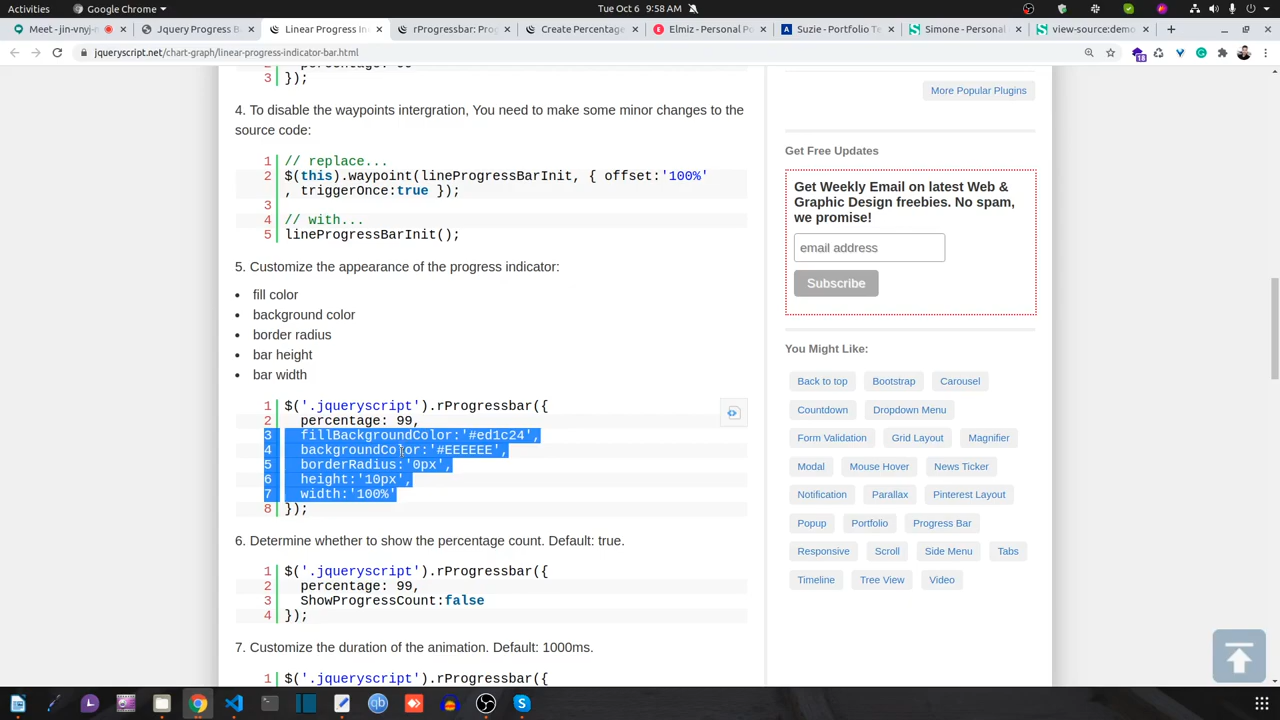 Activities
Google Chrome
Tue Oct 6 9:58 AM
Meet - jin-vnyj-
Jquery Progress B
Linear Progress In
rProgressbar: Prog
Create Percentage
Elmiz - Personal Po
Suzie - Portfolio Te
Simone - Personal
view-source:demo
jqueryscript.net/chart-graph/linear-progress-indicator-bar.html
18
3 });
4. To disable the waypoints intergration, You need to make some minor changes to the
source code:
1 // replace...
2 $(this).waypoint(lineProgressBarInit, { offset:'100%'
, triggerOnce:true });
3
4 // with...
5 lineProgressBarInit();
5. Customize the appearance of the progress indicator:
• fill color
• background color
• border radius
• bar height
• bar width
1 $('.jqueryscript').rProgressbar({
2 percentage: 99,
3 fillBackgroundColor:'#ed1c24',
4 backgroundColor:'#EEEEEE',
5 borderRadius:'0px',
6 height:'10px',
7 width:'100%'
8 });
6. Determine whether to show the percentage count. Default: true.
1 $('.jqueryscript').rProgressbar({
2 percentage: 99,
3 ShowProgressCount:false
4 });
7. Customize the duration of the animation. Default: 1000ms.
1 $('.jqueryscript').rProgressbar({
More Popular Plugins
Get Free Updates
Get Weekly Email on latest Web &
Graphic Design freebies. No spam,
we promise!
email address
Subscribe
You Might Like:
Back to top Bootstrap Carousel
Countdown Dropdown Menu
Form Validation Grid Layout Magnifier
Modal Mouse Hover News Ticker
Notification Parallax Pinterest Layout
Popup Portfolio Progress Bar
Responsive Scroll Side Menu Tabs
Timeline Tree View Video